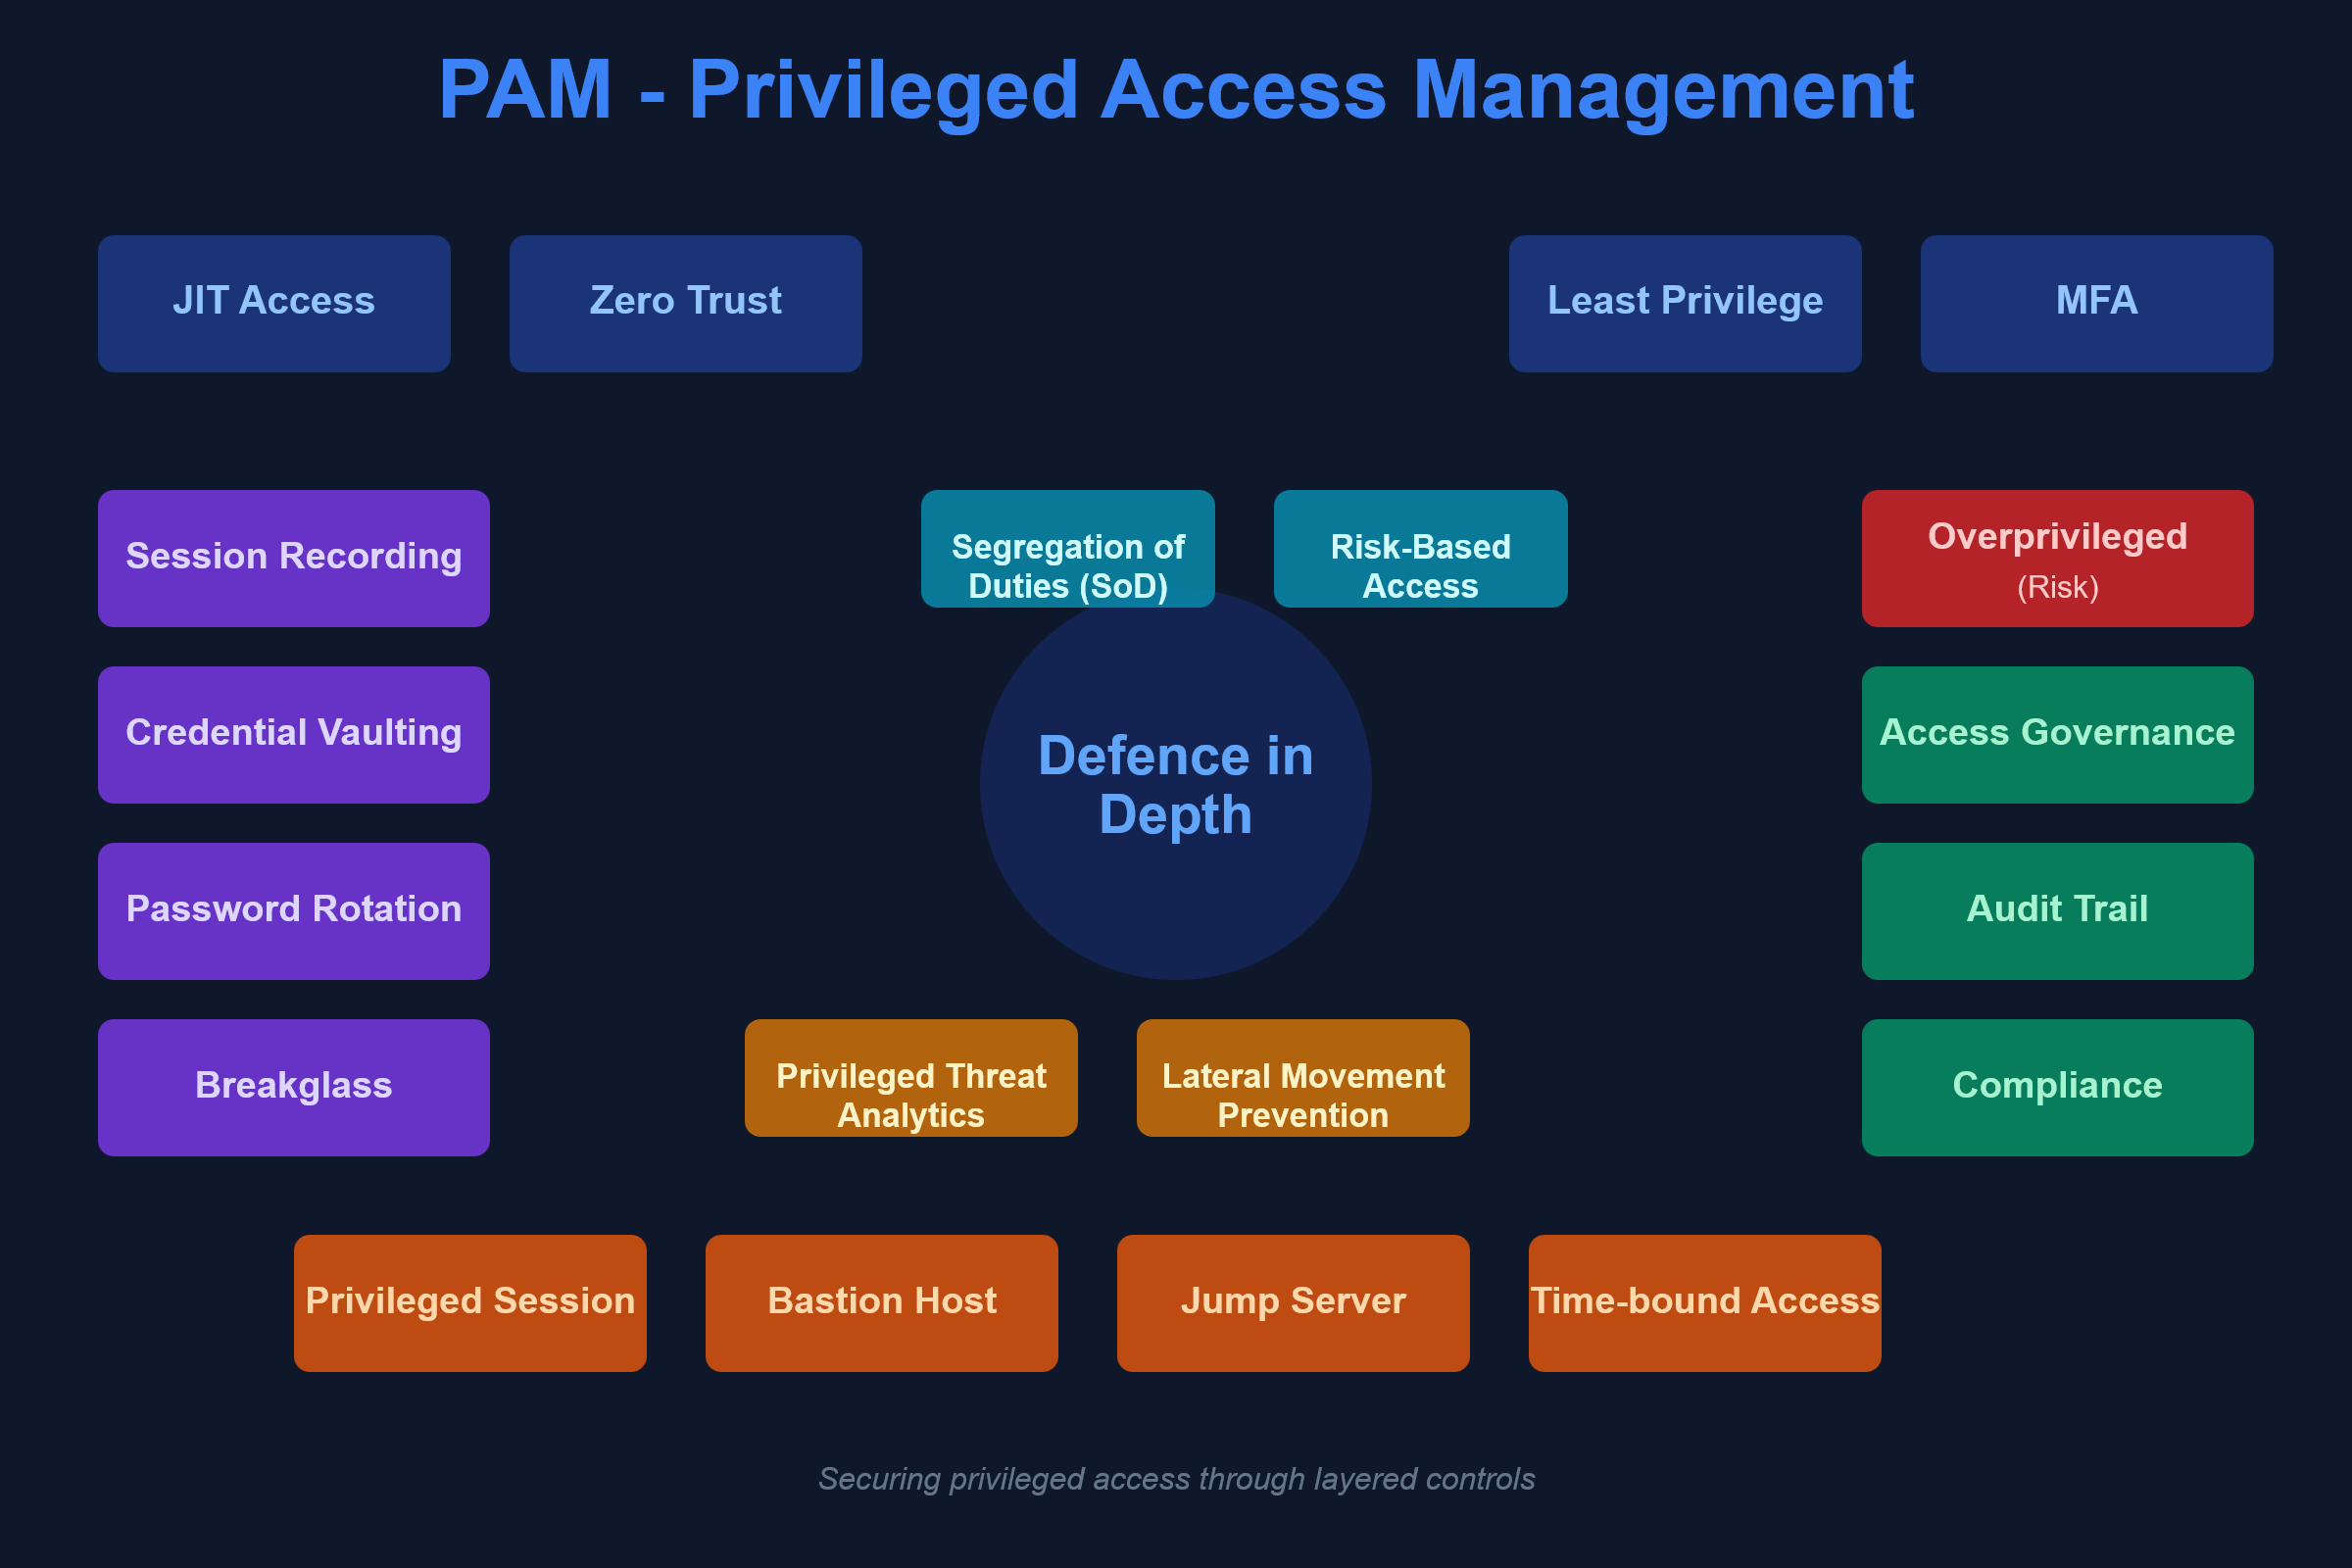 PAM - Privileged Access Management
JIT Access
Zero Trust
Least Privilege
MFA
Session Recording
Credential Vaulting
Password Rotation
Breakglass
Segregation of
Duties (SoD)
Risk-Based
Access
Defence in
Depth
Privileged Threat
Analytics
Lateral Movement
Prevention
Overprivileged
(Risk)
Access Governance
Audit Trail
Compliance
Privileged Session
Bastion Host
Jump Server
Time-bound Access
Securing privileged access through layered controls